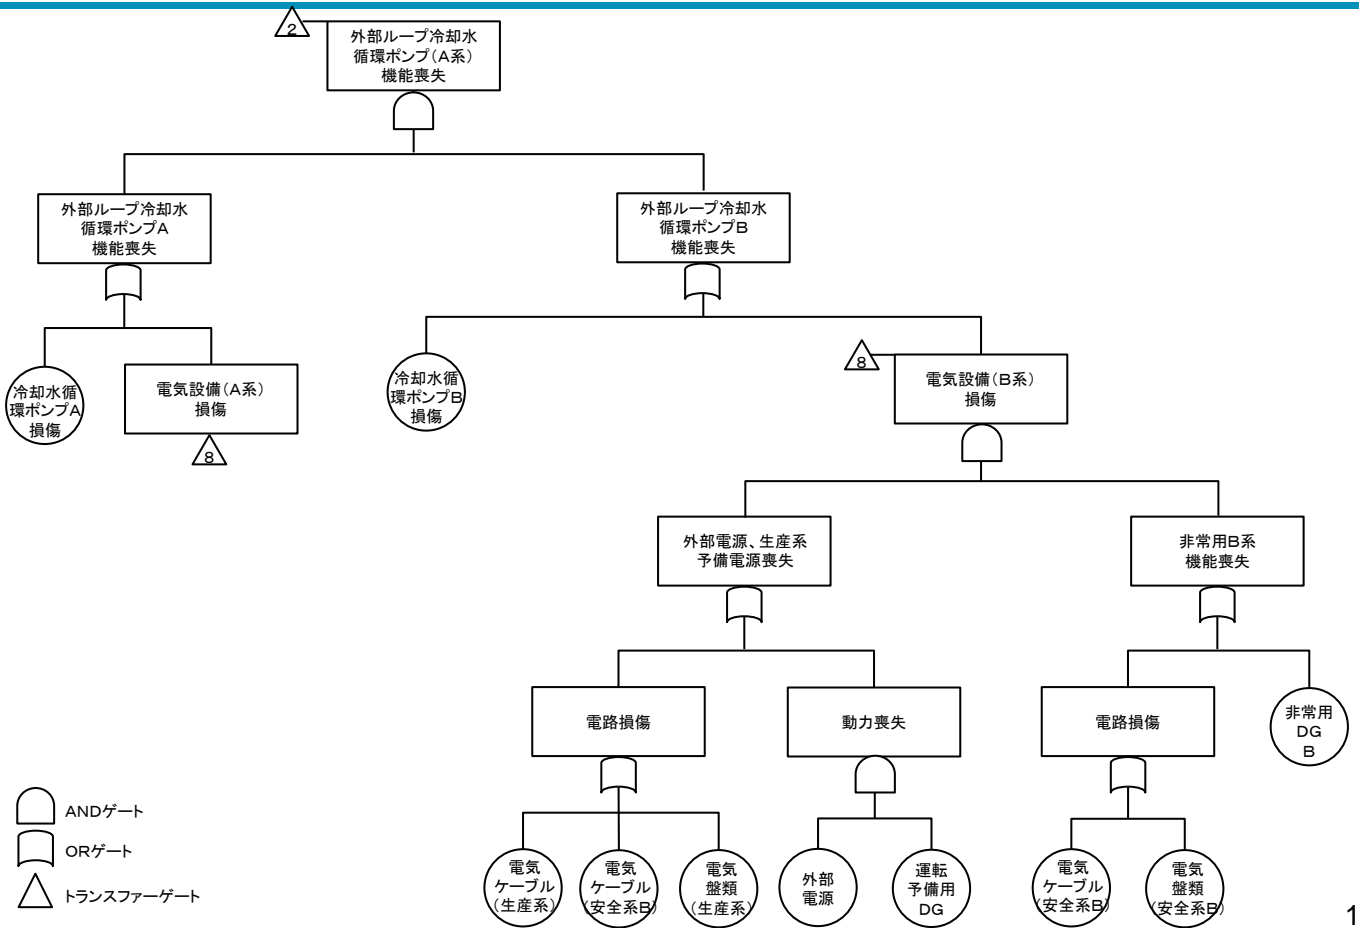 2
外部ループ冷却水
循環ポンプ(A系)
機能喪失
外部ループ冷却水
循環ポンプA
機能喪失
外部ループ冷却水
循環ポンプB
機能喪失
冷却水循
環ポンプA
損傷
電気設備(A系)
損傷
8
冷却水循
環ポンプB
損傷
8
電気設備(B系)
損傷
外部電源、生産系
予備電源喪失
非常用B系
機能喪失
電路損傷
動力喪失
電路損傷
非常用
DG
B
電気
ケーブル
(生産系)
電気
ケーブル
(安全系B)
電気
盤類
(生産系)
外部
電源
運転
予備用
DG
電気
ケーブル
(安全系B)
電気
盤類
(安全系B)
ANDゲート
ORゲート
トランスファーゲート
1